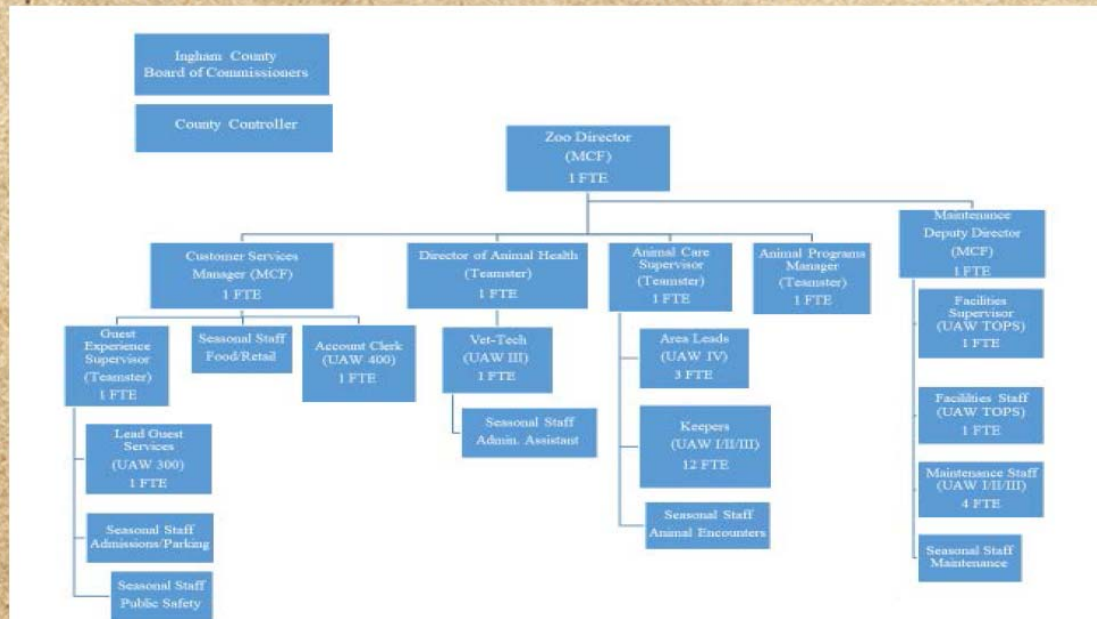 Ingham County
Board of Commissioners
County Controller
Zoo Director
(MCF)
1 FTE
Customer Services
Manager (MCF)
1 FTE
Director of Animal Health
(Teamster)
1 FTE
Animal Care
Supervisor
(Teamster)
1 FTE
Animal Programs
Manager
(Teamster)
1 FTE
Maintenance
Deputy Director
(MCF)
1 FTE
Guest
Experience
Supervisor
(Teamster)
1 FTE
Seasonal Staff
Food/Retail
Account Clerk
(UAW 400)
1 FTE
Vet-Tech
(UAW III)
1 FTE
Area Leads
(UAW IV)
3 FTE
Facilities
Supervisor
(UAW TOPS)
1 FTE
Lead Guest
Services
(UAW 300)
1 FTE
Seasonal Staff
Admin. Assistant
Keepers
(UAW I/II/III)
12 FTE
Facilities Staff
(UAW TOPS)
1 FTE
Seasonal Staff
Admissions/Parking
Seasonal Staff
Animal Encounters
Maintenance Staff
(UAW I/II/III)
4 FTE
Seasonal Staff
Public Safety
Seasonal Staff
Maintenance